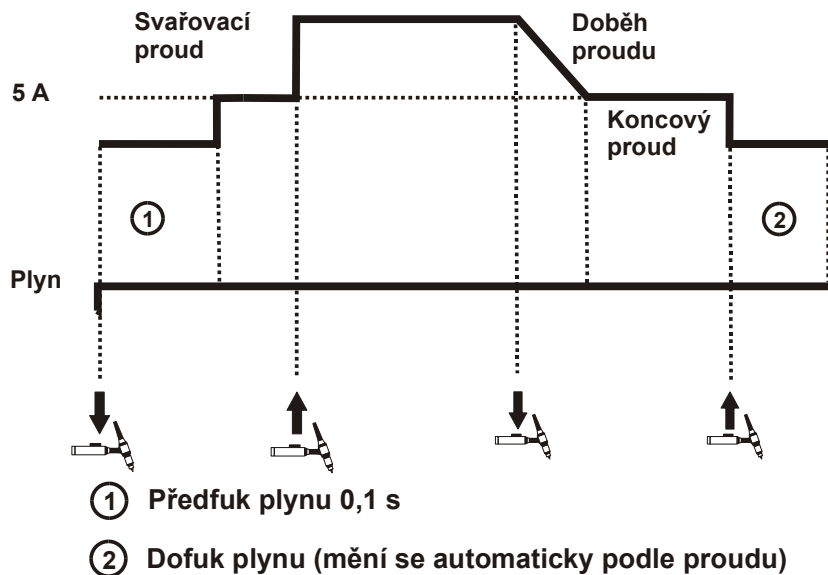 Svařovací
proud
Doběh
proudu
5 A
Koncový
proud
1
2
Plyn
1 Předfuk plynu 0,1 s
2 Dofuk plynu (mění se automaticky podle proudu)